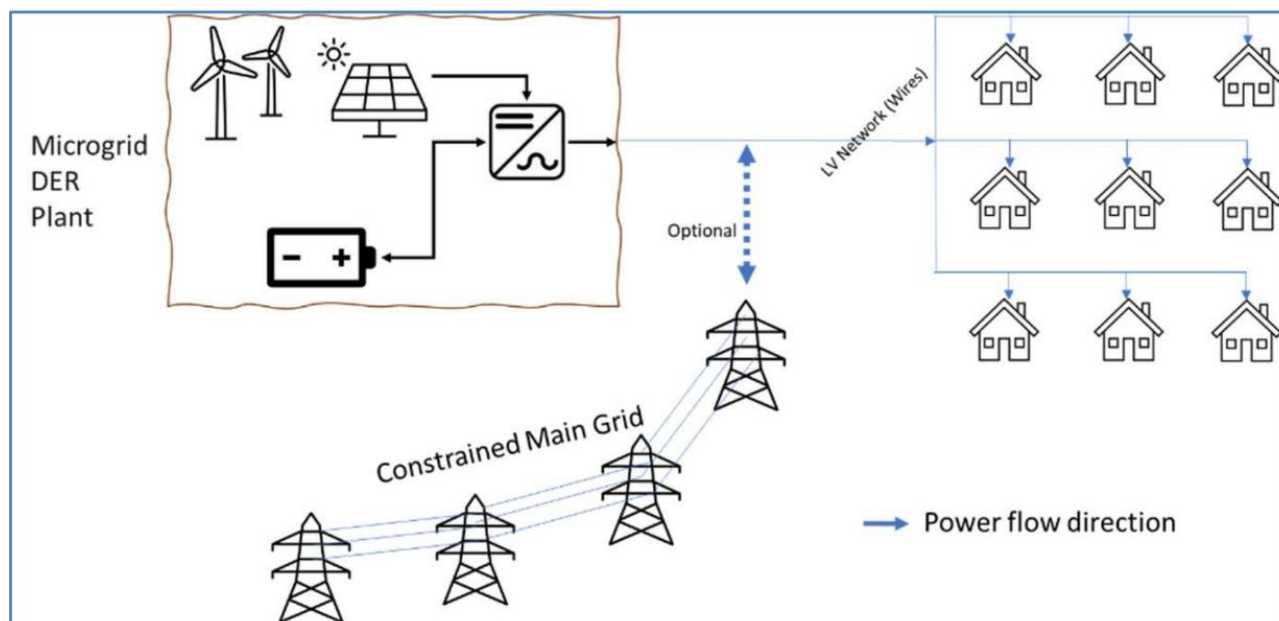 Microgrid
DER
Plant
LV Network (Wires)
Optional
Constrained Main Grid
Power flow direction